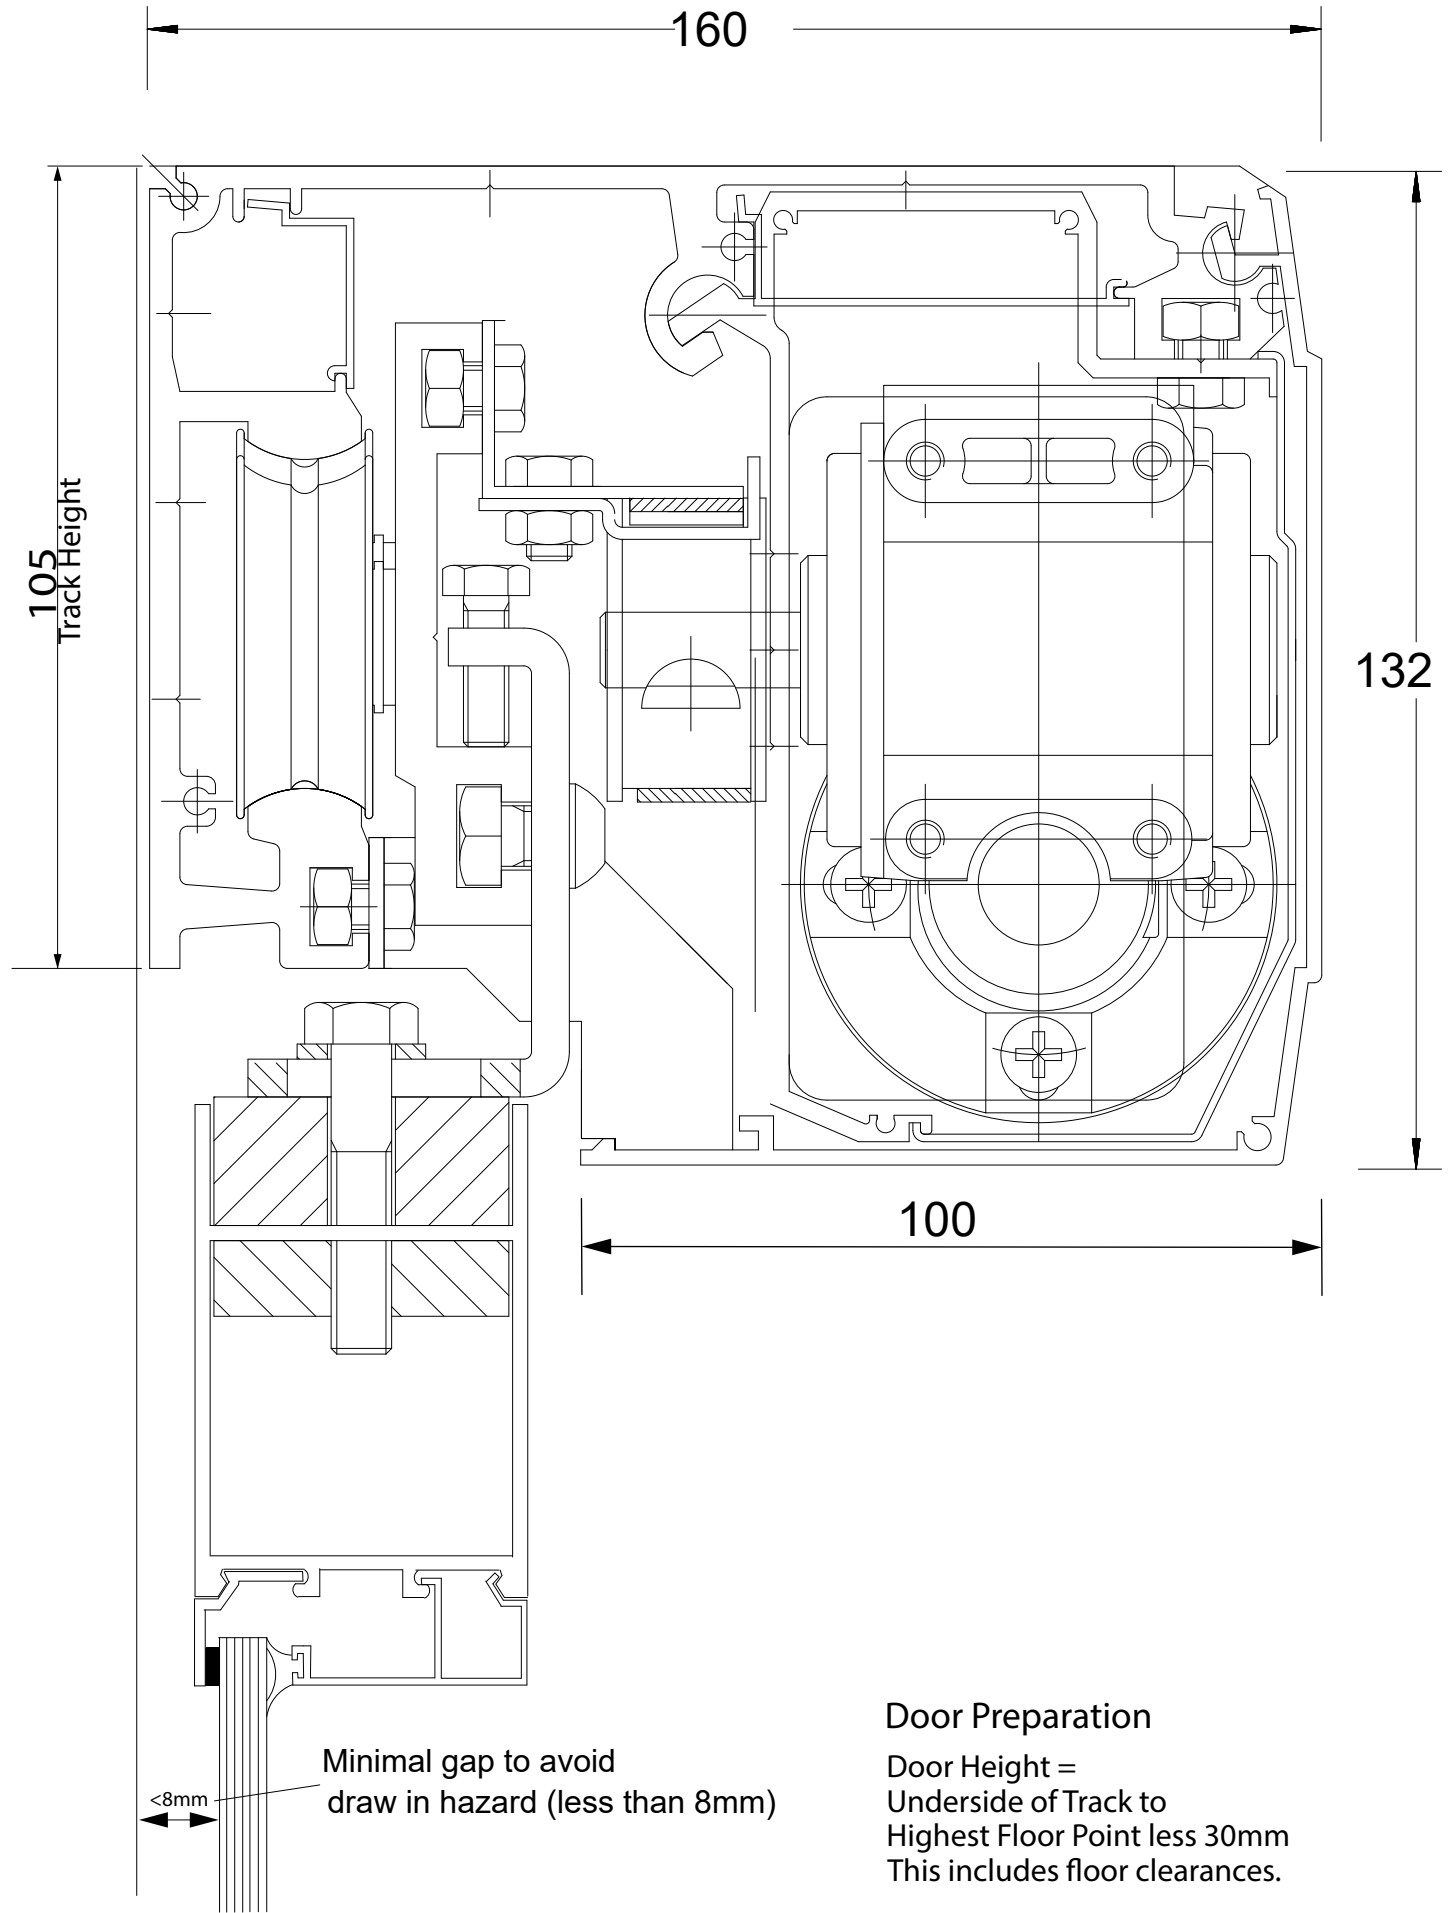 160
105
Track Height
132
100
Minimal gap to avoid
draw in hazard (less than 8mm)
<8mm
Door Preparation
Door Height =
Underside of Track to
Highest Floor Point less 30mm
This includes floor clearances.